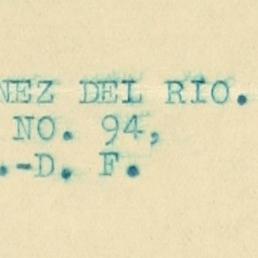 NEZ DEL RIO.
NO. 94,
.-D. F.